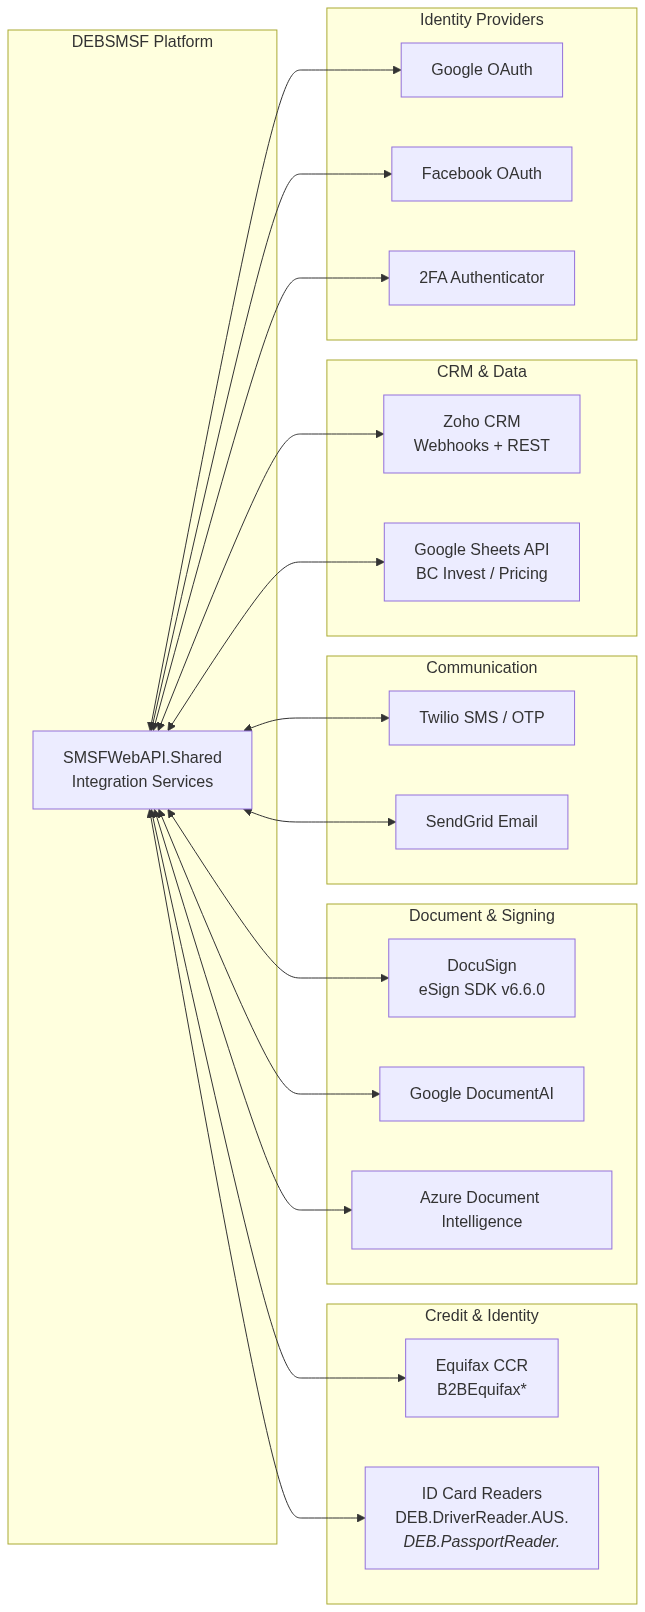 DEBSMSF Platform
SMSFWebAPI.Shared
Integration Services
Identity Providers
Google OAuth
Facebook OAuth
2FA Authenticator
CRM & Data
Zoho CRM
Webhooks + REST
Google Sheets API
BC Invest / Pricing
Communication
Twilio SMS / OTP
SendGrid Email
Document & Signing
DocuSign
eSign SDK v6.6.0
Google DocumentAI
Azure Document
Intelligence
Credit & Identity
Equifax CCR
B2BEquifax*
ID Card Readers
DEB.DriverReader.AUS.
DEB.PassportReader.